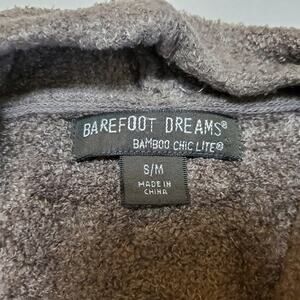 BAREFOOT DREAMS®
BAMBOO CHIC LITE®
S/M
MADE IN
CHINA